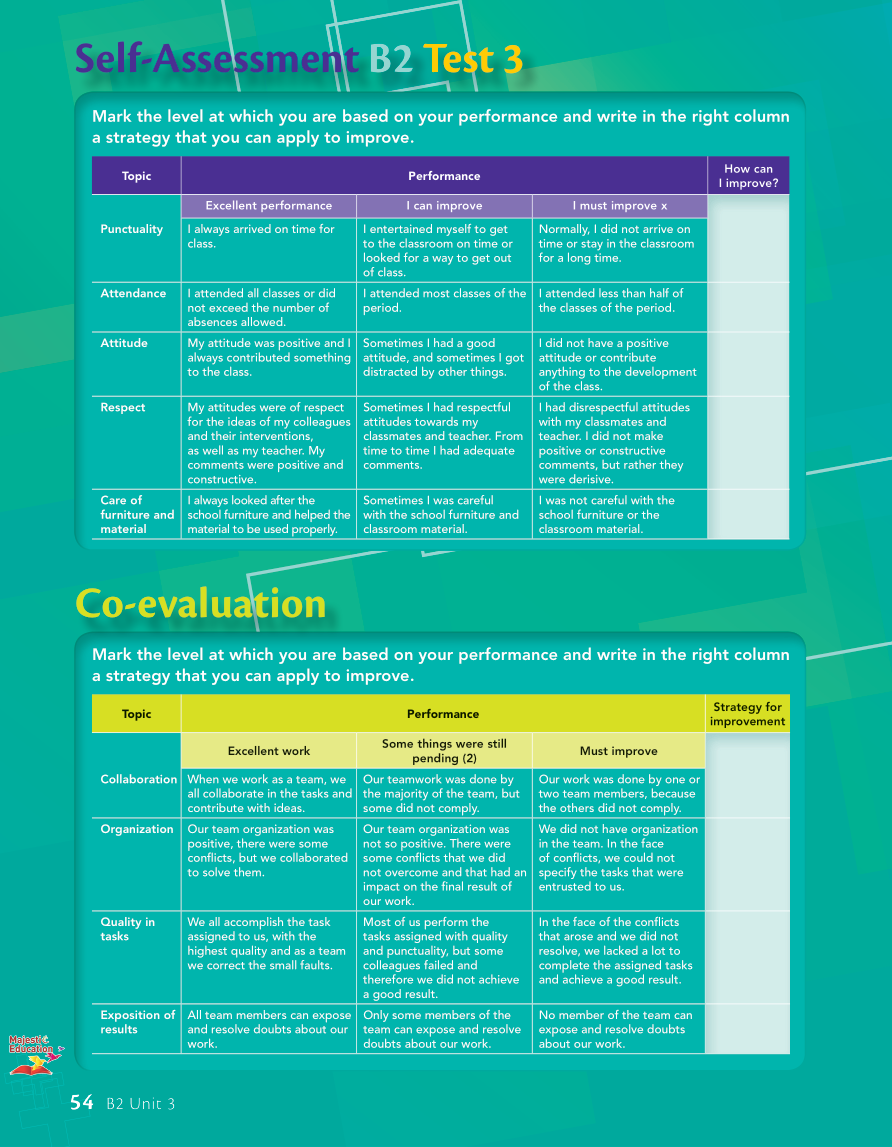 Self-Assessment B2 Test 3
Mark the level at which you are based on your performance and write in the right column
a strategy that you can apply to improve.
Topic
Performance
How can
I improve?
Excellent performance
I can improve
I must improve x
Punctuality
I always arrived on time for
class.
I entertained myself to get
to the classroom on time or
looked for a way to get out
of class.
Normally, I did not arrive on
time or stay in the classroom
for a long time.
Attendance
I attended all classes or did
not exceed the number of
absences allowed.
I attended most classes of the
period.
I attended less than half of
the classes of the period.
Attitude
My attitude was positive and I
always contributed something
to the class.
Sometimes I had a good
attitude, and sometimes I got
distracted by other things.
I did not have a positive
attitude or contribute
anything to the development
of the class.
Respect
My attitudes were of respect
for the ideas of my colleagues
and their interventions,
as well as my teacher. My
comments were positive and
constructive.
Sometimes I had respectful
attitudes towards my
classmates and teacher. From
time to time I had adequate
comments.
I had disrespectful attitudes
with my classmates and
teacher. I did not make
positive or constructive
comments, but rather they
were derisive.
Care of
furniture and
material
I always looked after the
school furniture and helped the
material to be used properly.
Sometimes I was careful
with the school furniture and
classroom material.
I was not careful with the
school furniture or the
classroom material.
Co-evaluation
Mark the level at which you are based on your performance and write in the right column
a strategy that you can apply to improve.
Topic
Performance
Strategy for
improvement
Excellent work
Some things were still
pending (2)
Must improve
Collaboration
When we work as a team, we
all collaborate in the tasks and
contribute with ideas.
Our teamwork was done by
the majority of the team, but
some did not comply.
Our work was done by one or
two team members, because
the others did not comply.
Organization
Our team organization was
positive, there were some
conflicts, but we collaborated
to solve them.
Our team organization was
not so positive. There were
some conflicts that we did
not overcome and that had an
impact on the final result of
our work.
We did not have organization
in the team. In the face
of conflicts, we could not
specify the tasks that were
entrusted to us.
Quality in
tasks
We all accomplish the task
assigned to us, with the
highest quality and as a team
we correct the small faults.
Most of us perform the
tasks assigned with quality
and punctuality, but some
colleagues failed and
therefore we did not achieve
a good result.
In the face of the conflicts
that arose and we did not
resolve, we lacked a lot to
complete the assigned tasks
and achieve a good result.
Exposition of
results
All team members can expose
and resolve doubts about our
work.
Only some members of the
team can expose and resolve
doubts about our work.
No member of the team can
expose and resolve doubts
about our work.
Majestic
Education
54 B2 Unit 3